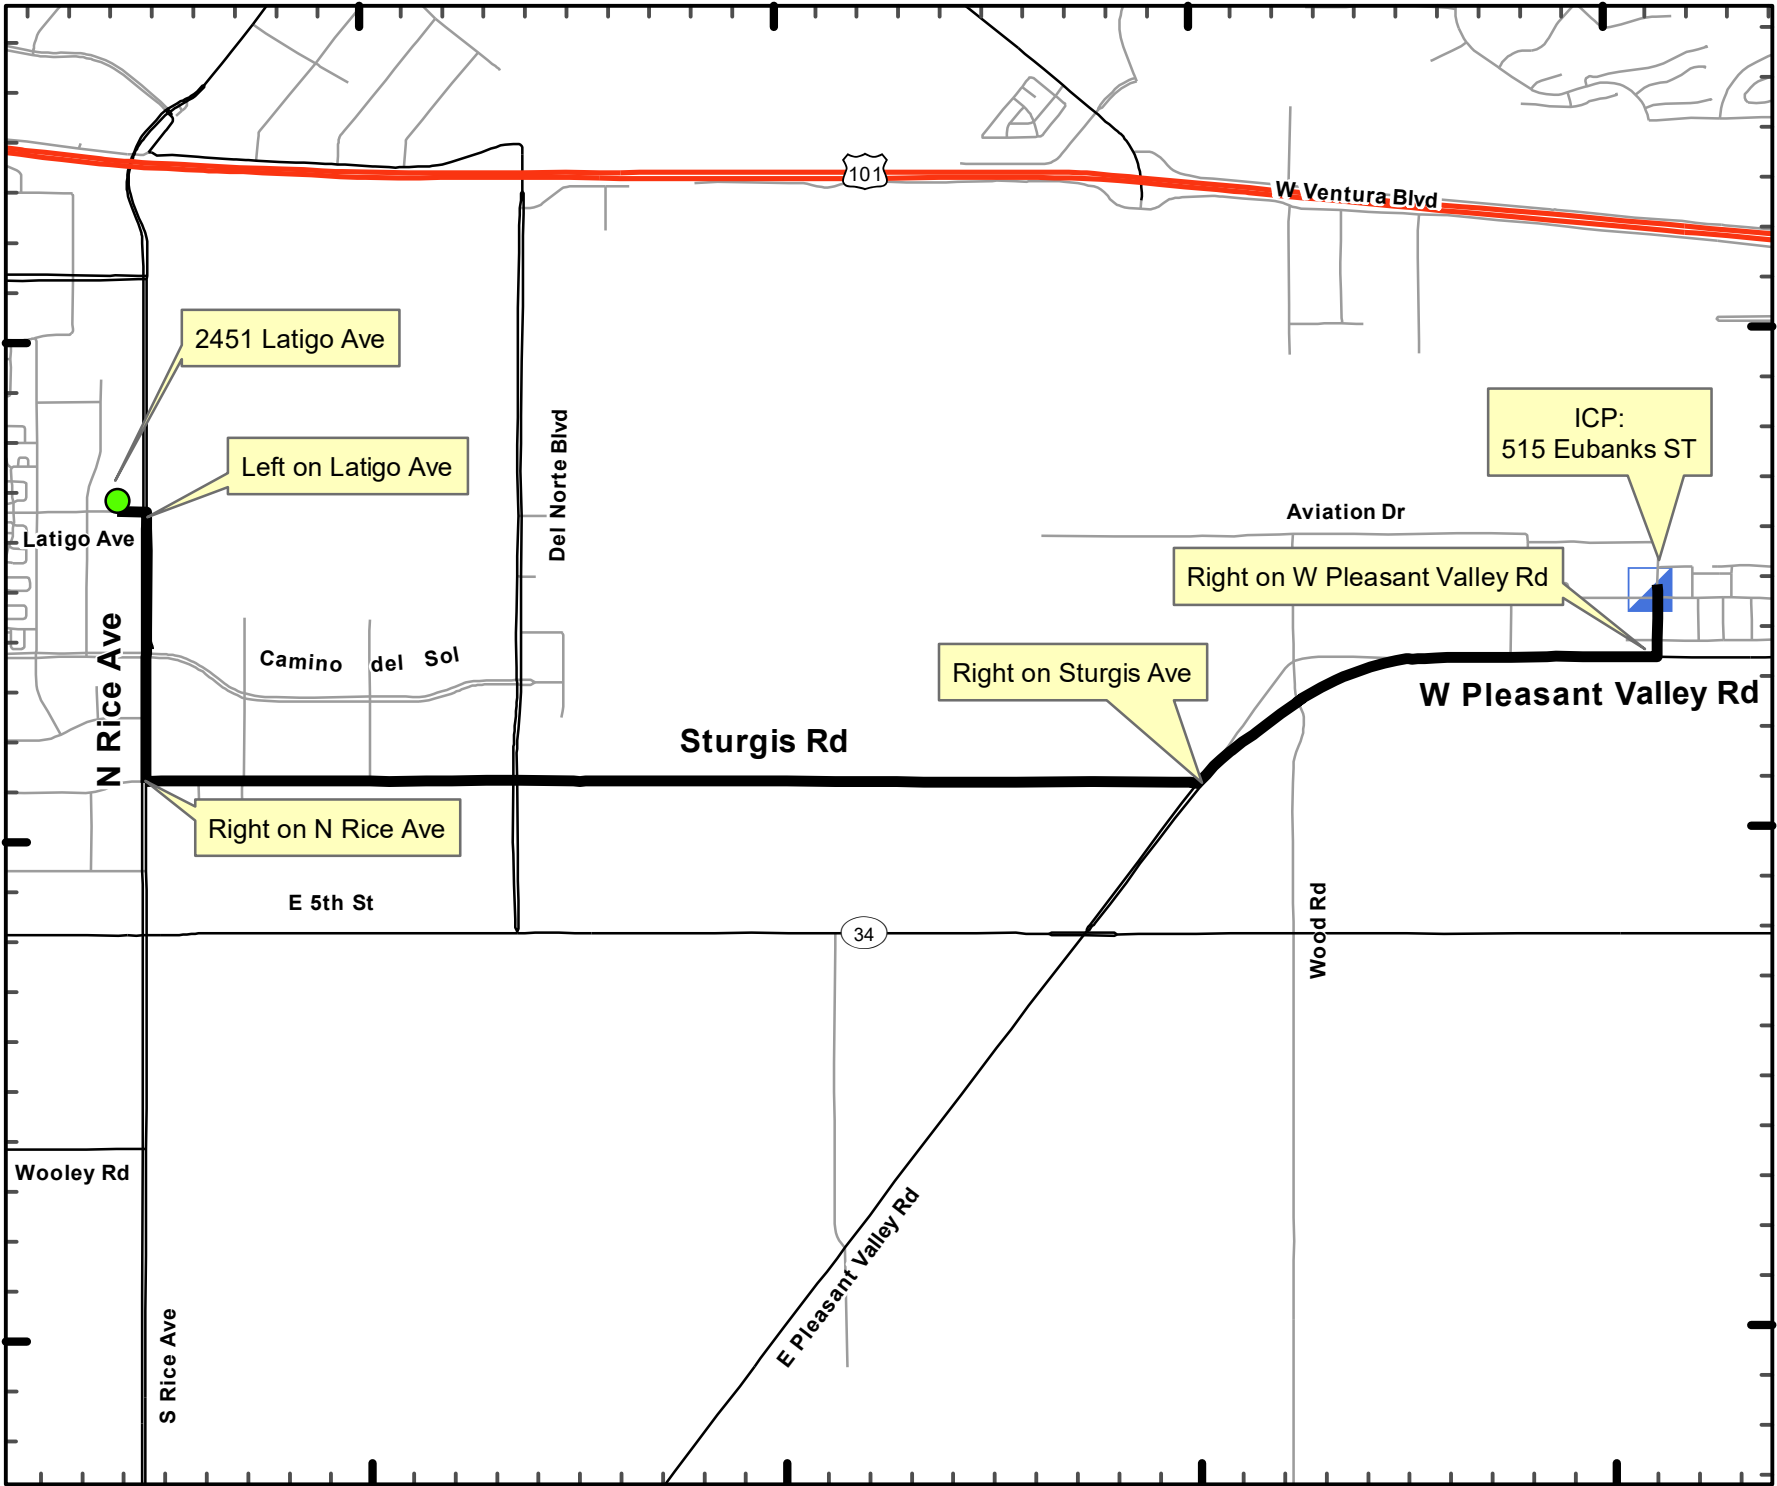 101
W Ventura Blvd
2451 Latigo Ave
ICP:
515 Eubanks ST
Left on Latigo Ave
Del Norte Blvd
Aviation Dr
Latigo Ave
Right on W Pleasant Valley Rd
N Rice Ave
Camino del Sol
Right on Sturgis Ave
W Pleasant Valley Rd
Sturgis Rd
Right on N Rice Ave
E 5th St
34
Wood Rd
Wooley Rd
E Pleasant Valley Rd
S Rice Ave